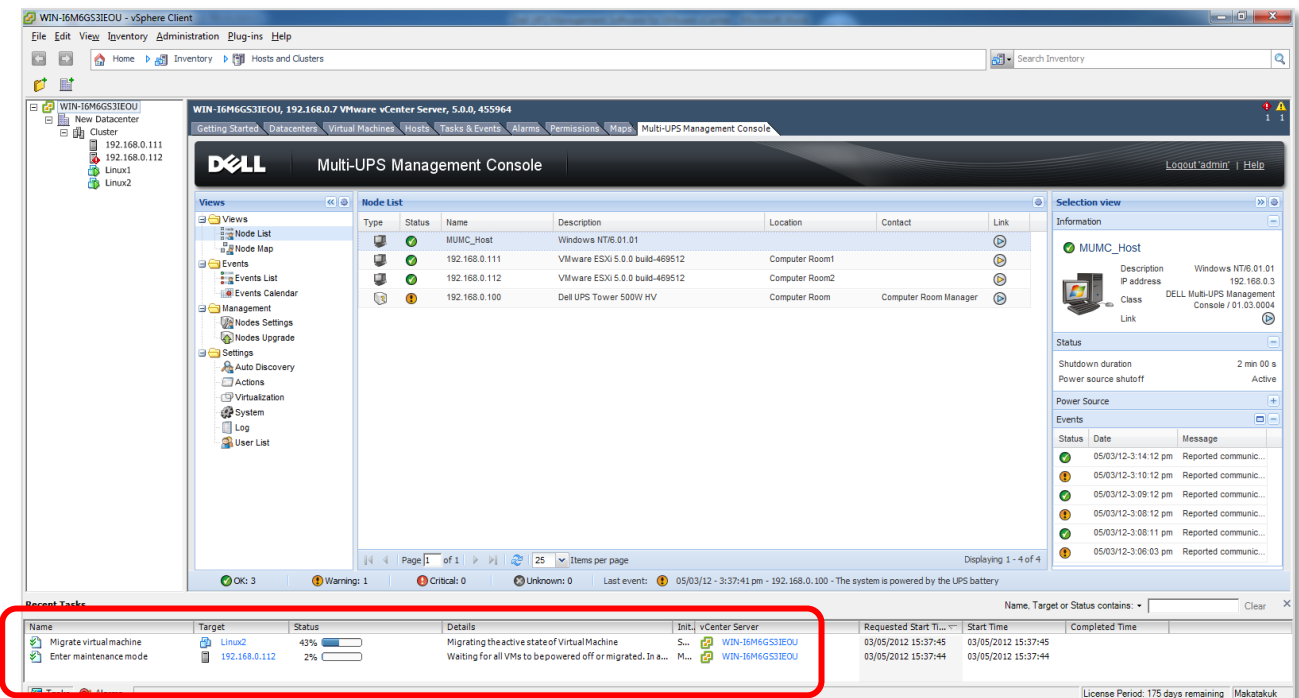 WIN-I6M6GS3IEOU - vSphere Client
File Edit View Inventory Administration Plug-ins Help
Home Inventory Hosts and Clusters Search Inventory
WIN-I6M6GS3IEOU
New Datacenter
Cluster
192.168.0.111
192.168.0.112
Linux1
Linux2
WIN-I6M6GS3IEOU, 192.168.0.7 VMware vCenter Server, 5.0.0, 455964
1 1
Getting Started Datacenters Virtual Machines Hosts Tasks & Events Alarms Permissions Maps Multi-UPS Management Console
DELL Multi-UPS Management Console Logout 'admin' | Help
Views
Views
Node List
Node Map
Events
Events List
Events Calendar
Management
Nodes Settings
Nodes Upgrade
Settings
Auto Discovery
Actions
Virtualization
System
Log
User List
Node List
Type Status Name Description Location Contact Link
MUMC_Host Windows NT/6.01.01
192.168.0.111 VMware ESXi 5.0.0 build-469512 Computer Room1
192.168.0.112 VMware ESXi 5.0.0 build-469512 Computer Room2
192.168.0.100 Dell UPS Tower 500W HV Computer Room Computer Room Manager
Page 1 of 1 25 Items per page Displaying 1 - 4 of 4
Selection view
Information
MUMC_Host
Description Windows NT/6.01.01
IP address 192.168.0.3
Class DELL Multi-UPS Management Console / 01.03.0004
Link
Status
Shutdown duration 2 min 00 s
Power source shutoff Active
Power Source
Events
Status Date Message
05/03/12-3:14:12 pm Reported communic...
05/03/12-3:10:12 pm Reported communic...
05/03/12-3:09:12 pm Reported communic...
05/03/12-3:08:12 pm Reported communic...
05/03/12-3:08:11 pm Reported communic...
05/03/12-3:06:03 pm Reported communic...
OK: 3 Warning: 1 Critical: 0 Unknown: 0 Last event: 05/03/12 - 3:37:41 pm - 192.168.0.100 - The system is powered by the UPS battery
Recent Tasks Name, Target or Status contains: Clear
Name Target Status Details Init.. vCenter Server Requested Start Ti... Start Time Completed Time
Migrate virtual machine Linux2 43% Migrating the active state of Virtual Machine S... WIN-I6M6GS3IEOU 03/05/2012 15:37:45 03/05/2012 15:37:45
Enter maintenance mode 192.168.0.112 2% Waiting for all VMs to be powered off or migrated. In a... M... WIN-I6M6GS3IEOU 03/05/2012 15:37:44 03/05/2012 15:37:44
Tasks Alarms License Period: 175 days remaining Makatakuk